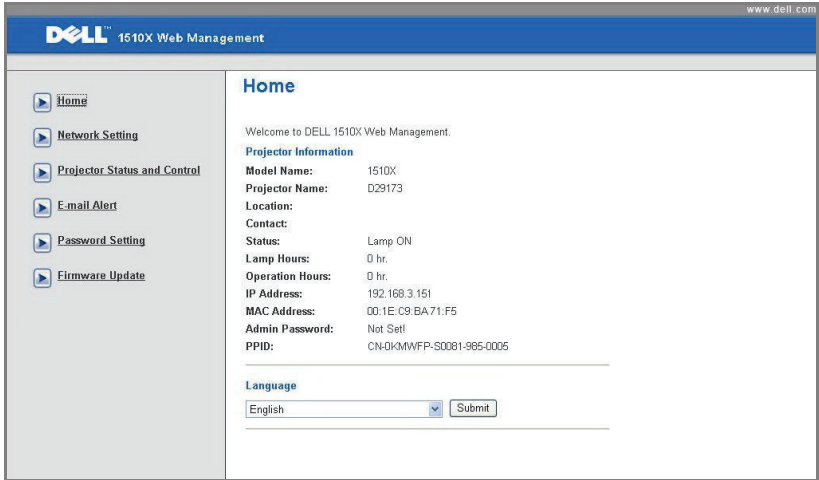 www.dell.com
DELL™ 1510X Web Management
Home
Network Setting
Projector Status and Control
E-mail Alert
Password Setting
Firmware Update
Home
Welcome to DELL 1510X Web Management.
Projector Information
Model Name: 1510X
Projector Name: D29173
Location:
Contact:
Status: Lamp ON
Lamp Hours: 0 hr.
Operation Hours: 0 hr.
IP Address: 192.168.3.151
MAC Address: 00:1E:C9:BA:71:F5
Admin Password: Not Set!
PPID: CN-0KMWFP-S0081-985-0005
Language
English Submit